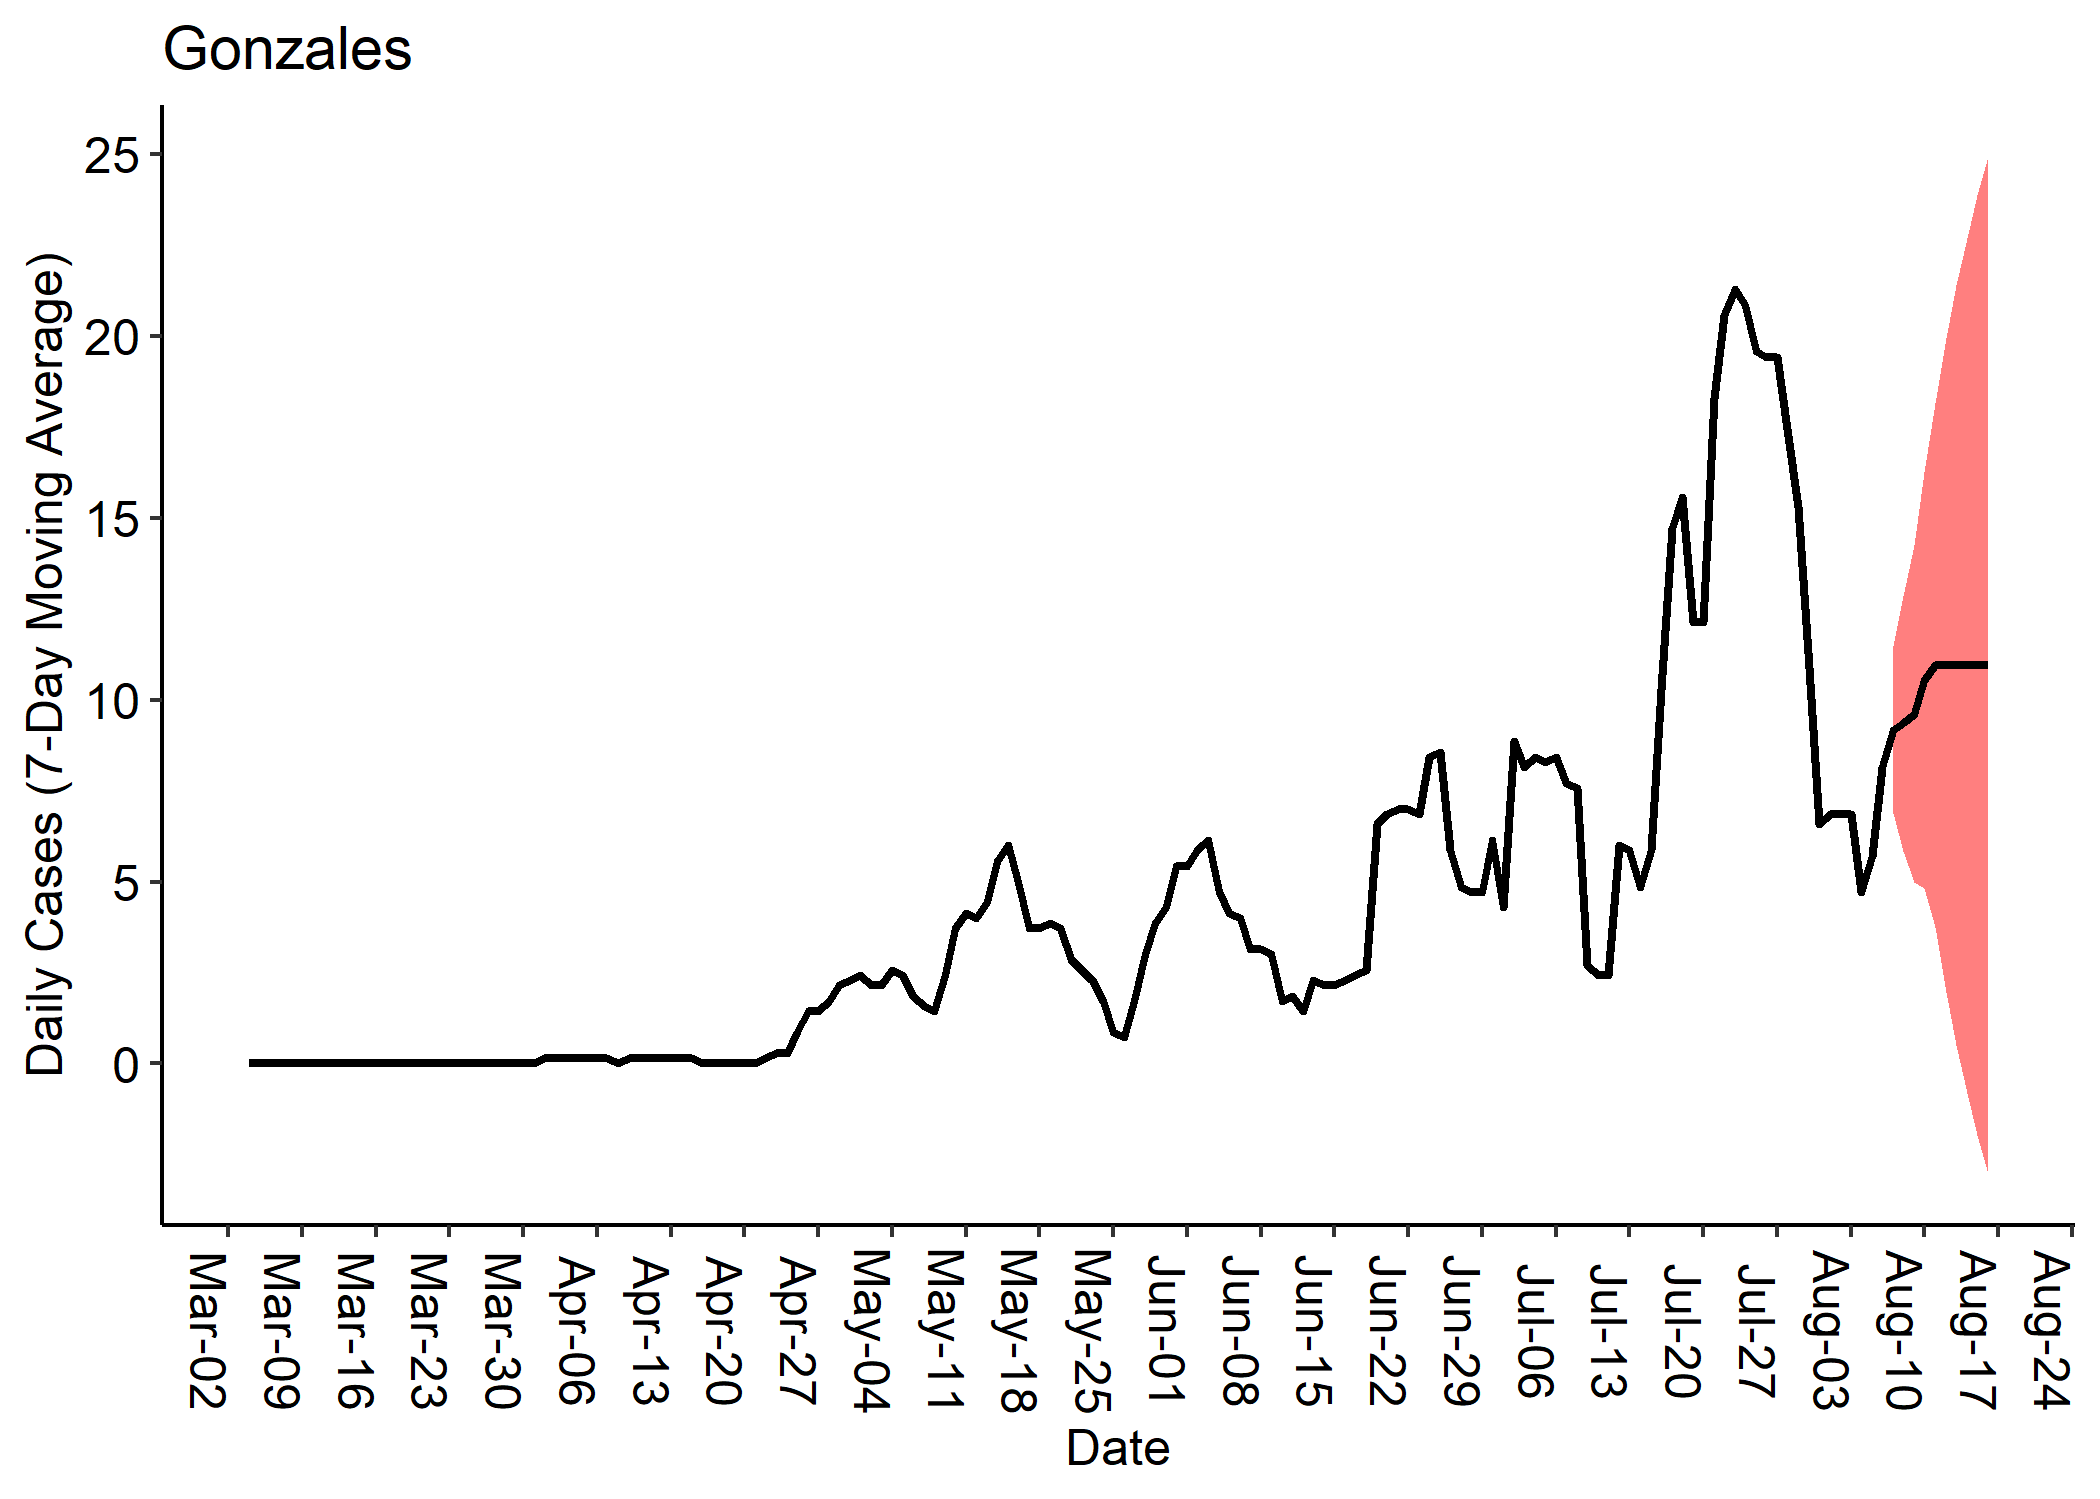 Gonzales
Daily Cases (7-Day Moving Average)
25
20
15
10
5
0
Mar-02
Mar-09
Mar-16
Mar-23
Mar-30
Apr-06
Apr-13
Apr-20
Apr-27
May-04
May-11
May-18
May-25
Jun-01
Jun-08
Jun-15
Jun-22
Jun-29
Jul-06
Jul-13
Jul-20
Jul-27
Aug-03
Aug-10
Aug-17
Aug-24
Date